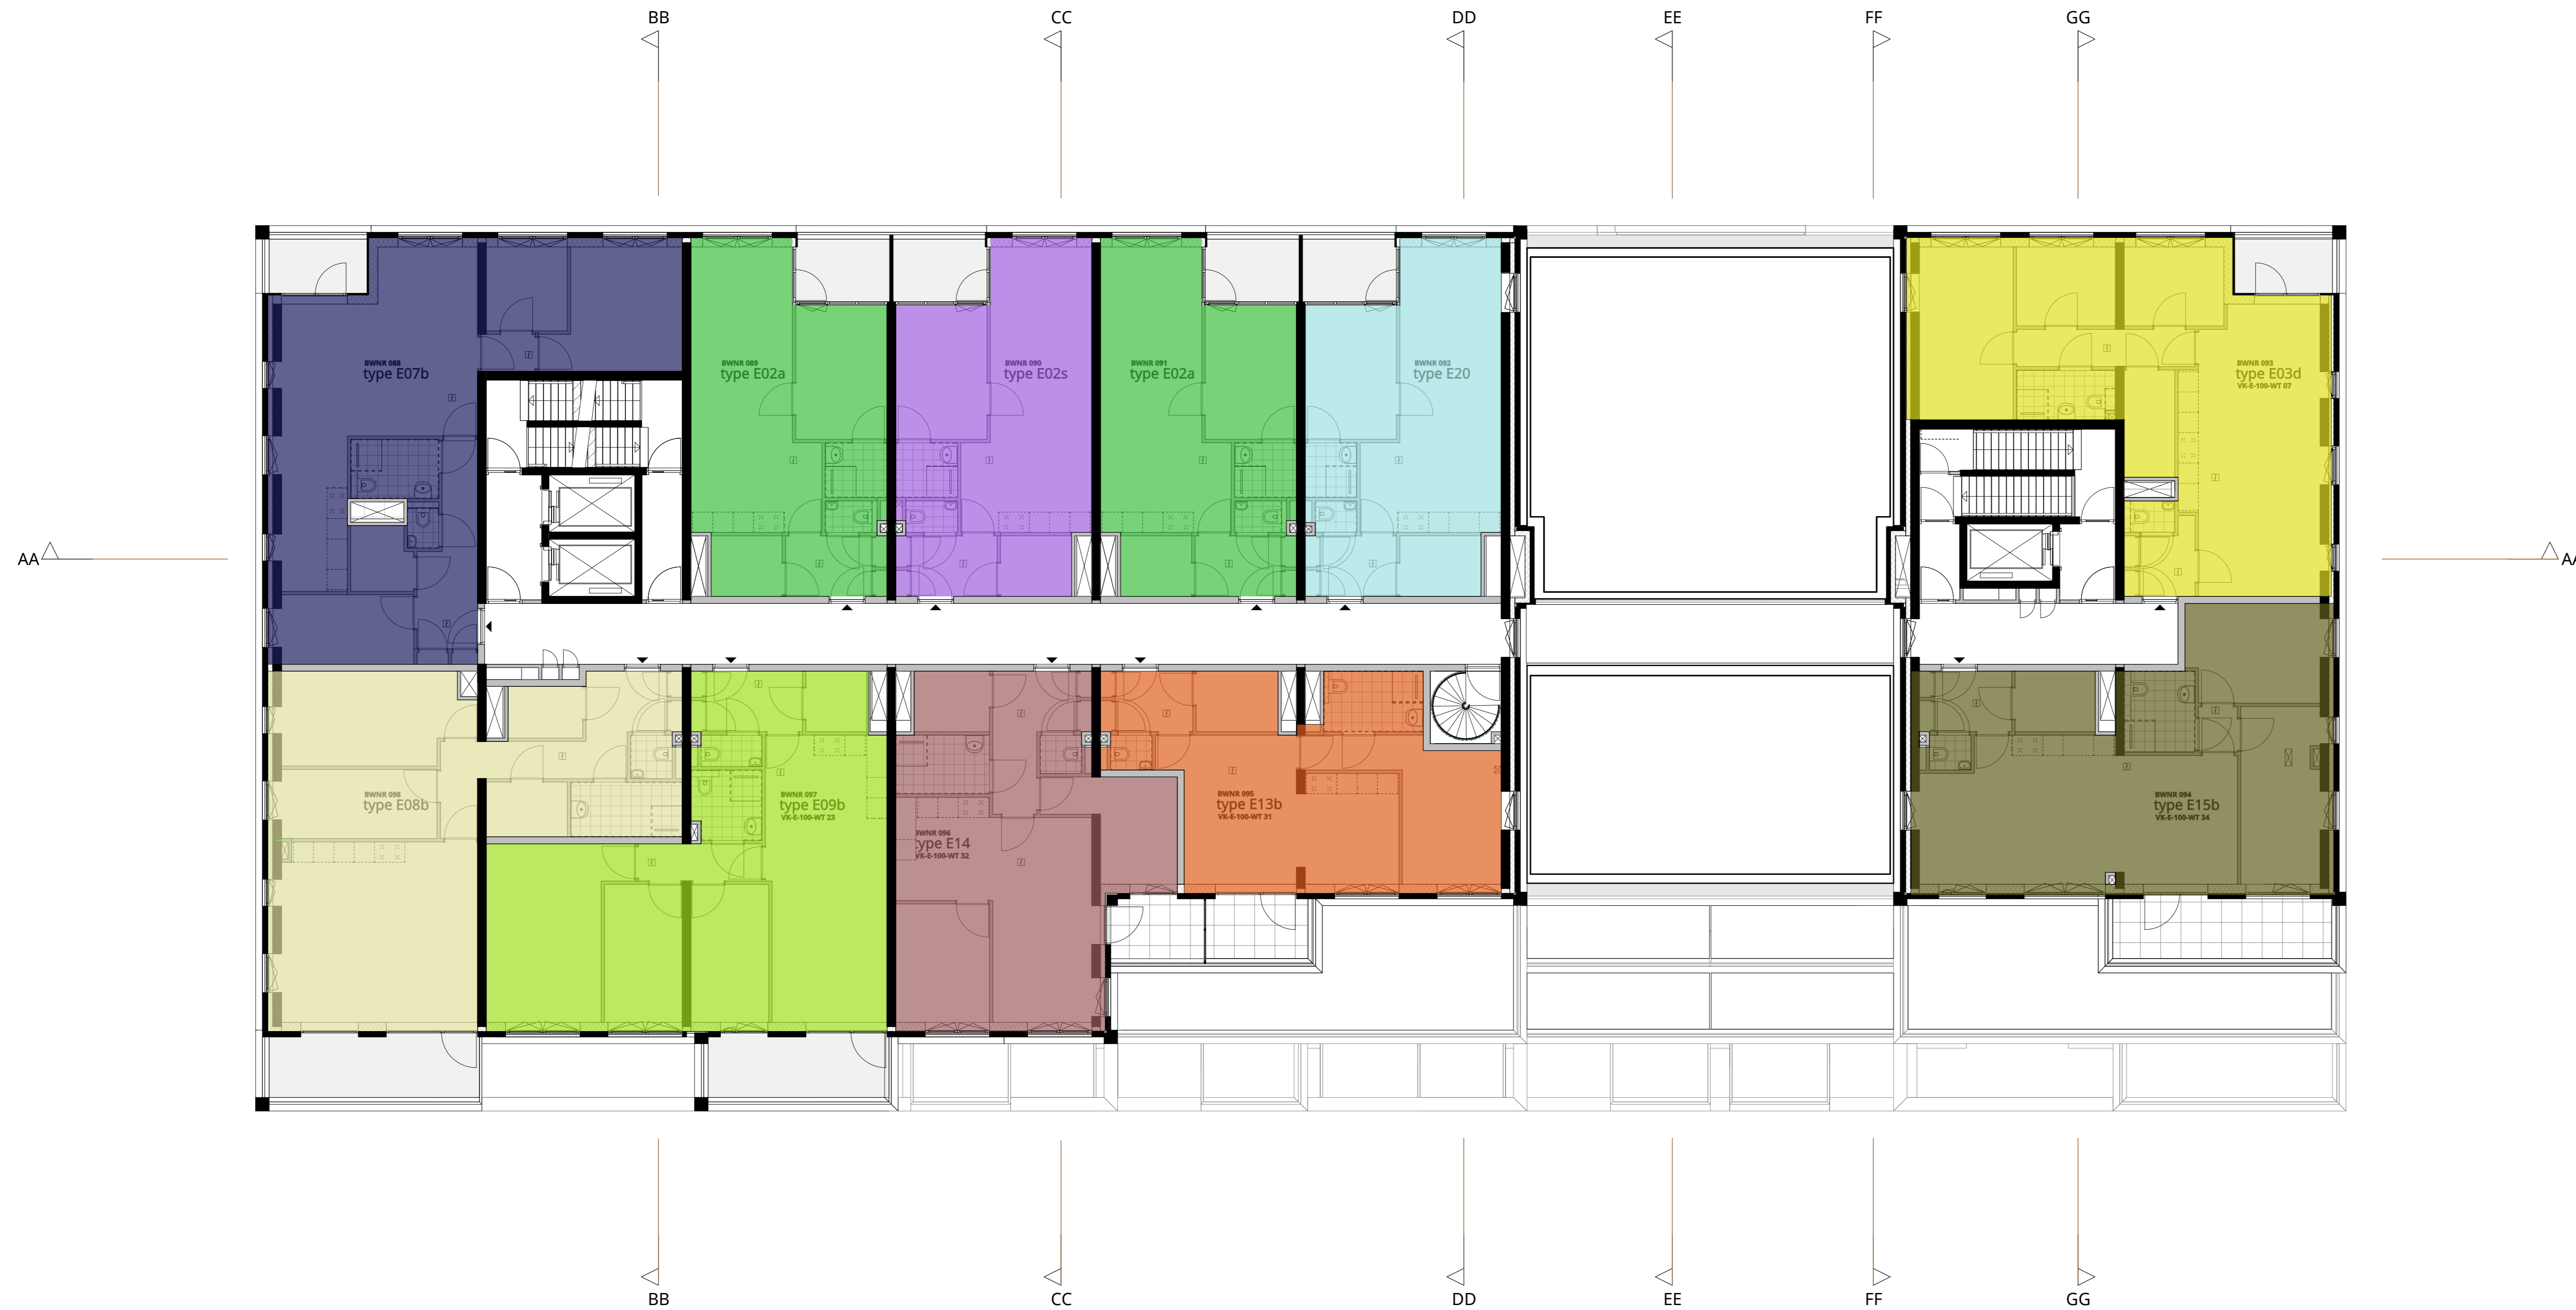 BB
CC
DD
EE
FF
GG
BWNR 088
type E07b
BWNR 089
type E02a
BWNR 090
type E02s
BWNR 091
type E02a
BWNR 092
type E20
BWNR 093
type E03d
VK-E-100-WT 07
AA
AA
BWNR 098
type E08b
BWNR 097
type E09b
VK-E-100-WT 23
BWNR 096
type E14
VK-E-100-WT 32
BWNR 095
type E13b
VK-E-100-WT 31
BWNR 094
type E15b
VK-E-100-WT 34
BB
CC
DD
EE
FF
GG